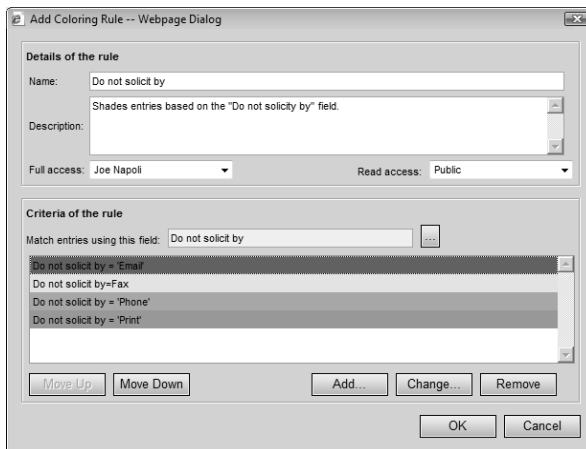 Add Coloring Rule -- Webpage Dialog
Details of the rule
Name: Do not solicit by
Shades entries based on the "Do not solicity by" field.
Description:
Full access: Joe Napoli Read access: Public
Criteria of the rule
Match entries using this field: Do not solicit by ...
Do not solicit by = 'Email'
Do not solicit by=Fax
Do not solicit by = 'Phone'
Do not solicit by = 'Print'
Move Up Move Down Add... Change... Remove
OK Cancel